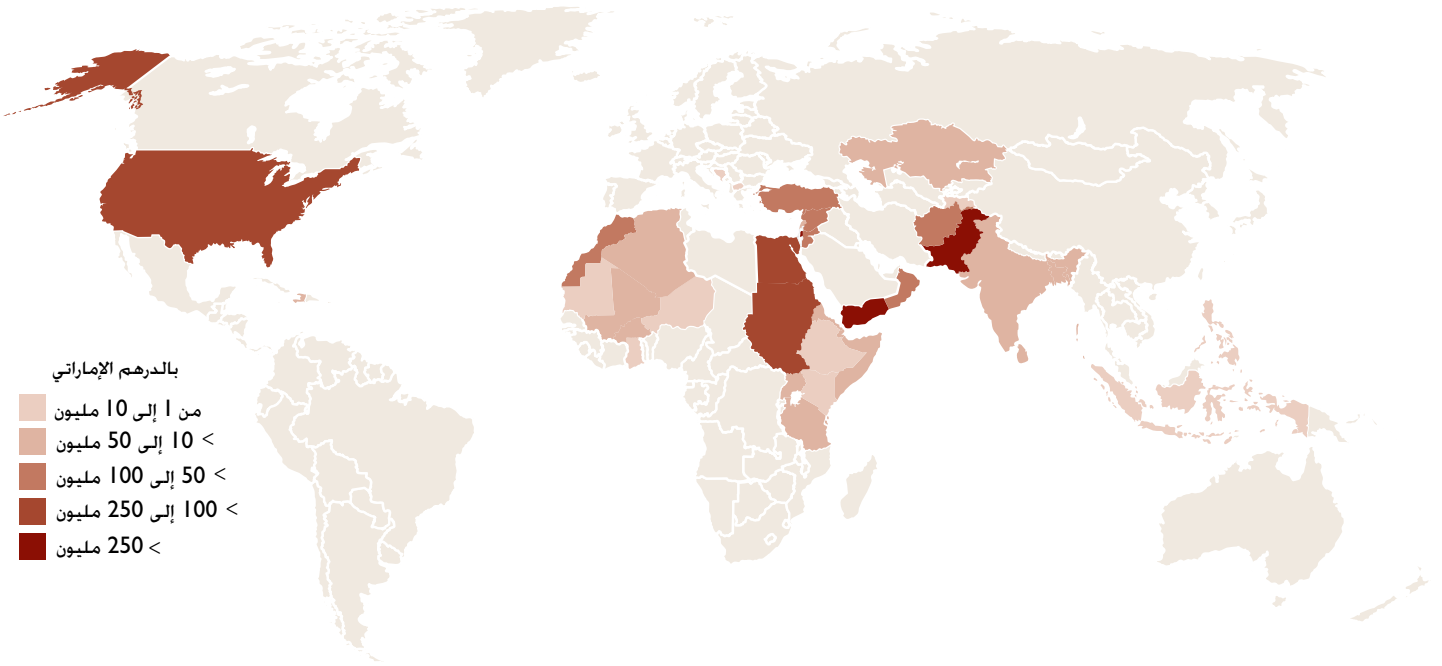 بالدرهم الإماراتي
من 1 إلى 10 مليون
> 10 إلى 50 مليون
> 50 إلى 100 مليون
> 100 إلى 250 مليون
> 250 مليون